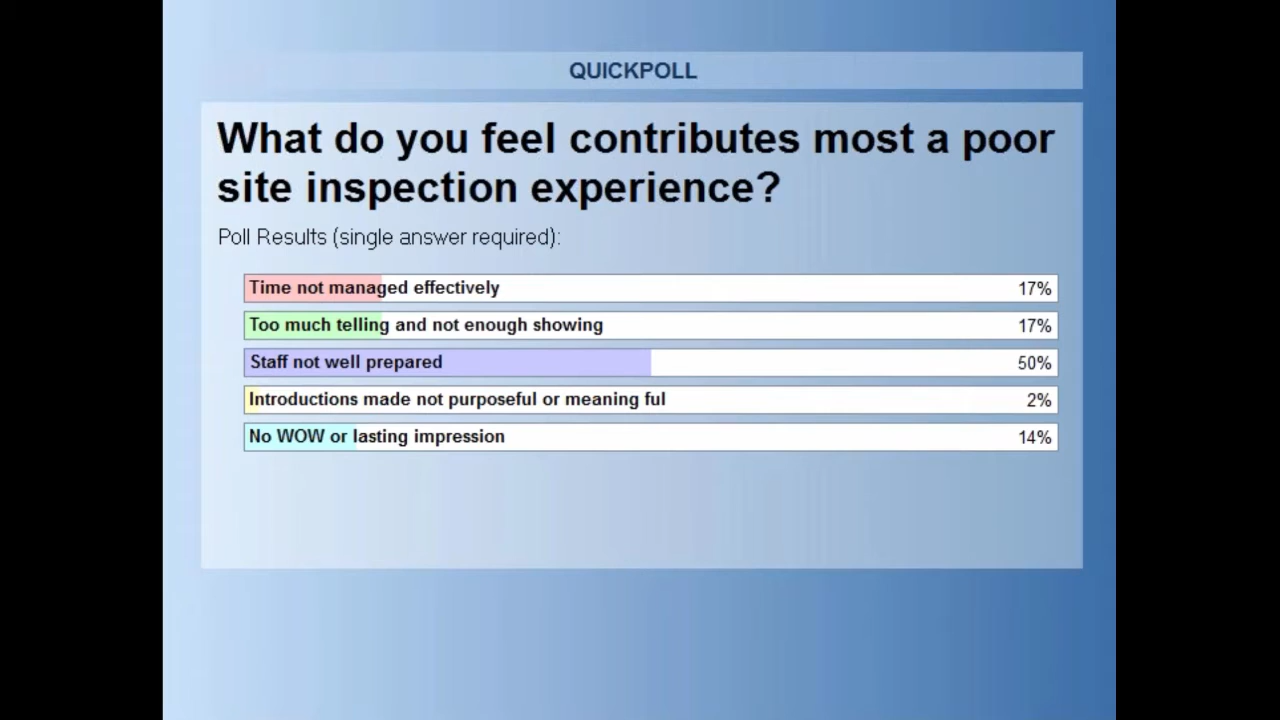 QUICKPOLL
What do you feel contributes most a poor
site inspection experience?
Poll Results (single answer required):
Time not managed effectively 17%
Too much telling and not enough showing 17%
Staff not well prepared 50%
Introductions made not purposeful or meaning ful 2%
No WOW or lasting impression 14%